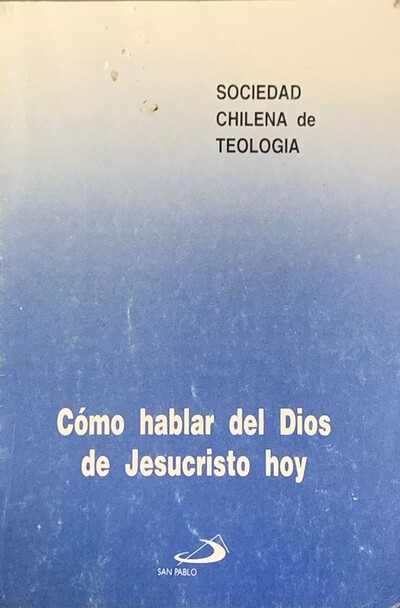 SOCIEDAD
CHILENA de
TEOLOGIA
Cómo hablar del Dios
de Jesucristo hoy
SAN PABLO